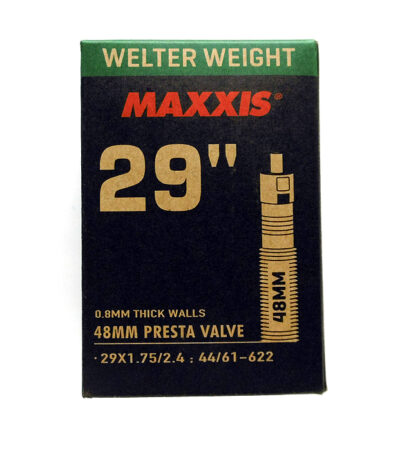 WELTER WEIGHT
MAXXIS®
29"
48MM
0.8MM THICK WALLS
48MM PRESTA VALVE
·29X1.75/2.4 : 44/61-622